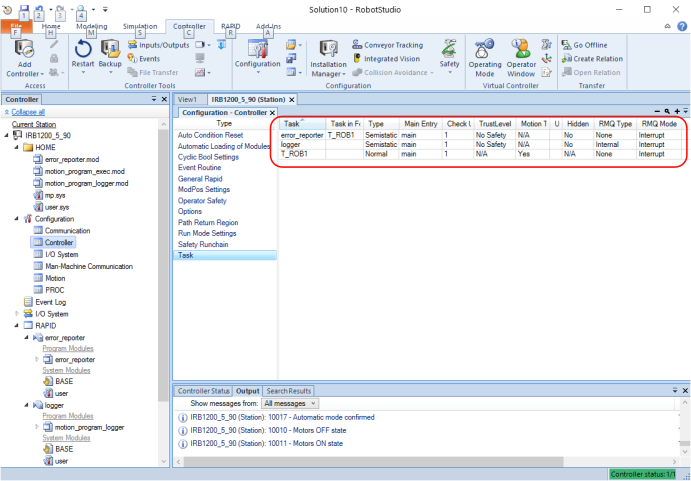 Solution10 - RobotStudio
1 2 3 4
File Home Modeling Simulation Controller RAPID Add-Ins
F H M S C R A
Add Controller
Access
Restart Backup
Inputs/Outputs
Events
File Transfer
Controller Tools
Configuration
Installation Manager
Conveyor Tracking
Integrated Vision
Collision Avoidance
Safety
Configuration
Operating Mode
Operator Window
Virtual Controller
Go Offline
Create Relation
Open Relation
Transfer
Controller
Collapse all
Current Station
IRB1200_5_90
HOME
error_reporter.mod
motion_program_exec.mod
motion_program_logger.mod
mp.sys
user.sys
Configuration
Communication
Controller
I/O System
Man-Machine Communication
Motion
PROC
Event Log
I/O System
RAPID
error_reporter
Program Modules
error_reporter
System Modules
BASE
user
logger
Program Modules
motion_program_logger
System Modules
BASE
user
View1 IRB1200_5_90 (Station) X
Configuration - Controller X
Type
Auto Condition Reset
Automatic Loading of Modules
Cyclic Bool Settings
Event Routine
General Rapid
ModPos Settings
Operator Safety
Options
Path Return Region
Run Mode Settings
Safety Runchain
Task
Task Task in Fo Type Main Entry Check U TrustLevel Motion T U Hidden RMQ Type RMQ Mode
error_reporter T_ROB1 Semistatic main 1 No Safety N/A No None Interrupt
logger Semistatic main 1 No Safety N/A No Internal Interrupt
T_ROB1 Normal main 1 N/A Yes N/A None Interrupt
Controller Status Output Search Results
Show messages from: All messages
IRB1200_5_90 (Station): 10017 - Automatic mode confirmed
IRB1200_5_90 (Station): 10010 - Motors OFF state
IRB1200_5_90 (Station): 10011 - Motors ON state
Controller status: 1/1